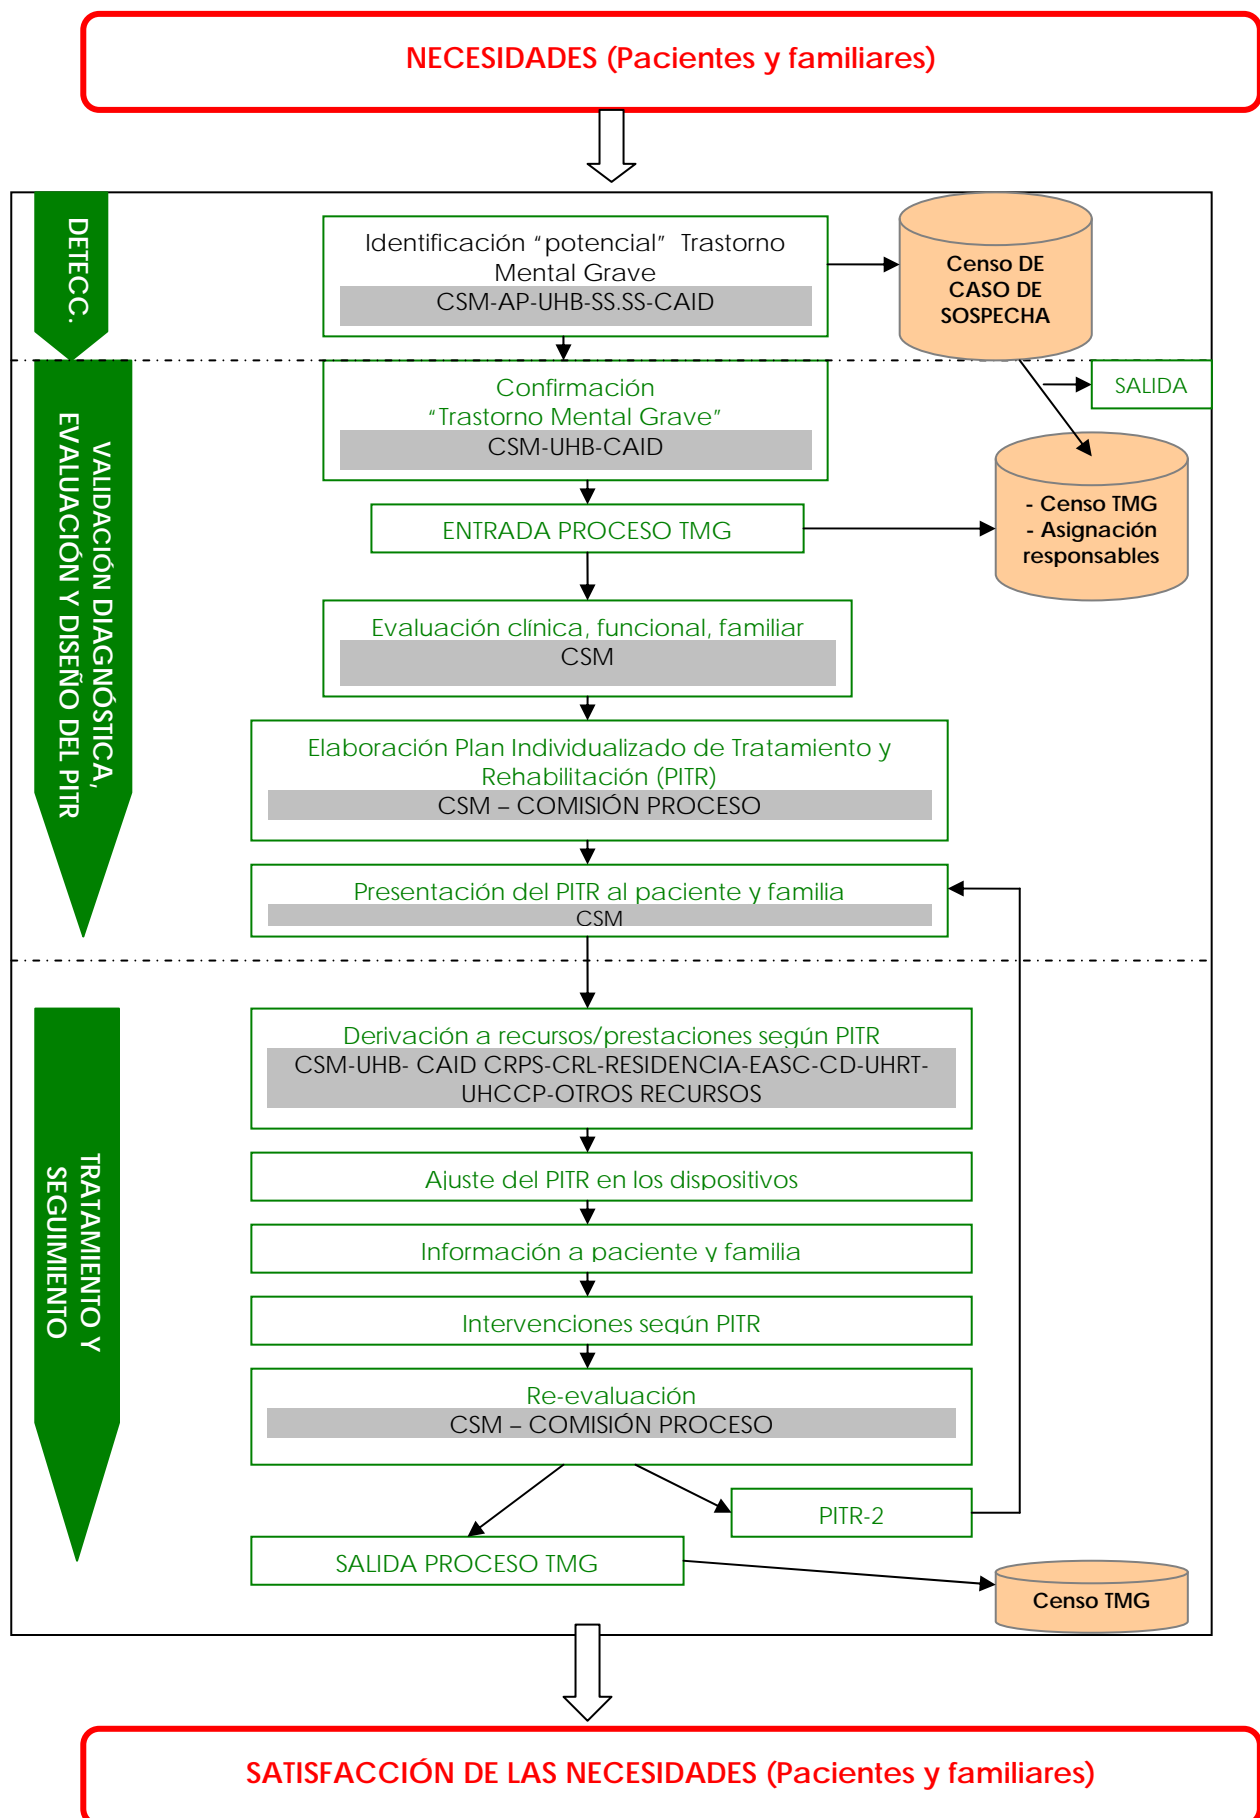 NECESIDADES (Pacientes y familiares)
DETECC.
Identificación “potencial” Trastorno
Mental Grave
CSM-AP-UHB-SS.SS-CAID
Censo DE
CASO DE
SOSPECHA
VALIDACIÓN DIAGNÓSTICA,
EVALUACIÓN Y DISEÑO DEL PITR
Confirmación
“Trastorno Mental Grave”
CSM-UHB-CAID
SALIDA
ENTRADA PROCESO TMG
- Censo TMG
- Asignación
responsables
Evaluación clínica, funcional, familiar
CSM
Elaboración Plan Individualizado de Tratamiento y
Rehabilitación (PITR)
CSM – COMISIÓN PROCESO
Presentación del PITR al paciente y familia
CSM
TRATAMIENTO Y
SEGUIMIENTO
Derivación a recursos/prestaciones según PITR
CSM-UHB- CAID CRPS-CRL-RESIDENCIA-EASC-CD-UHRT-
UHCCP-OTROS RECURSOS
Ajuste del PITR en los dispositivos
Información a paciente y familia
Intervenciones según PITR
Re-evaluación
CSM – COMISIÓN PROCESO
PITR-2
SALIDA PROCESO TMG
Censo TMG
SATISFACCIÓN DE LAS NECESIDADES (Pacientes y familiares)